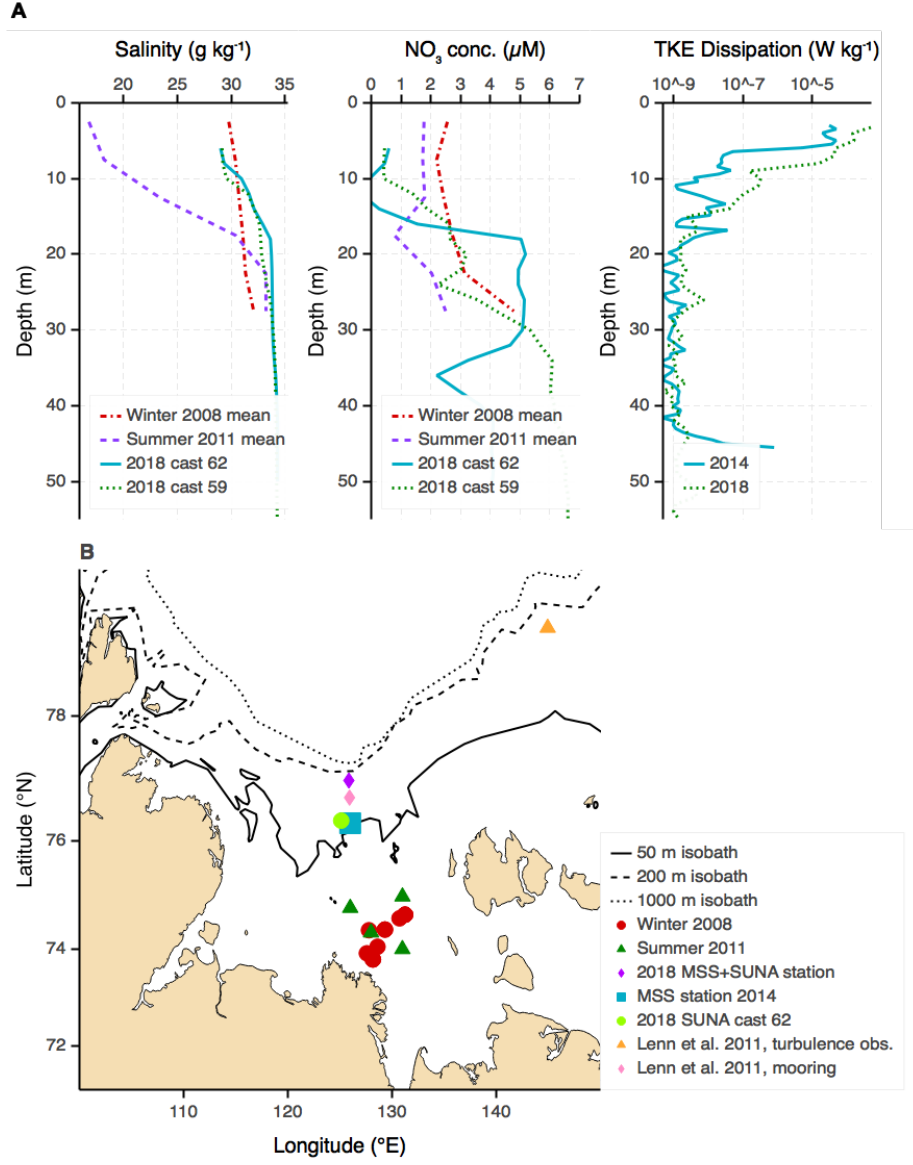 A
Salinity (g kg⁻¹)
NO₃ conc. (µM)
TKE Dissipation (W kg⁻¹)
20 25 30 35
0 1 2 3 4 5 6 7
10^-9 10^-7 10^-5
0
10
20
30
40
50
Depth (m)
0
10
20
30
40
50
Depth (m)
0
10
20
30
40
50
Depth (m)
Winter 2008 mean
Summer 2011 mean
2018 cast 62
2018 cast 59
Winter 2008 mean
Summer 2011 mean
2018 cast 62
2018 cast 59
2014
2018
B
78
76
74
72
Latitude (°N)
110 120 130 140
Longitude (°E)
50 m isobath
200 m isobath
1000 m isobath
Winter 2008
Summer 2011
2018 MSS+SUNA station
MSS station 2014
2018 SUNA cast 62
Lenn et al. 2011, turbulence obs.
Lenn et al. 2011, mooring